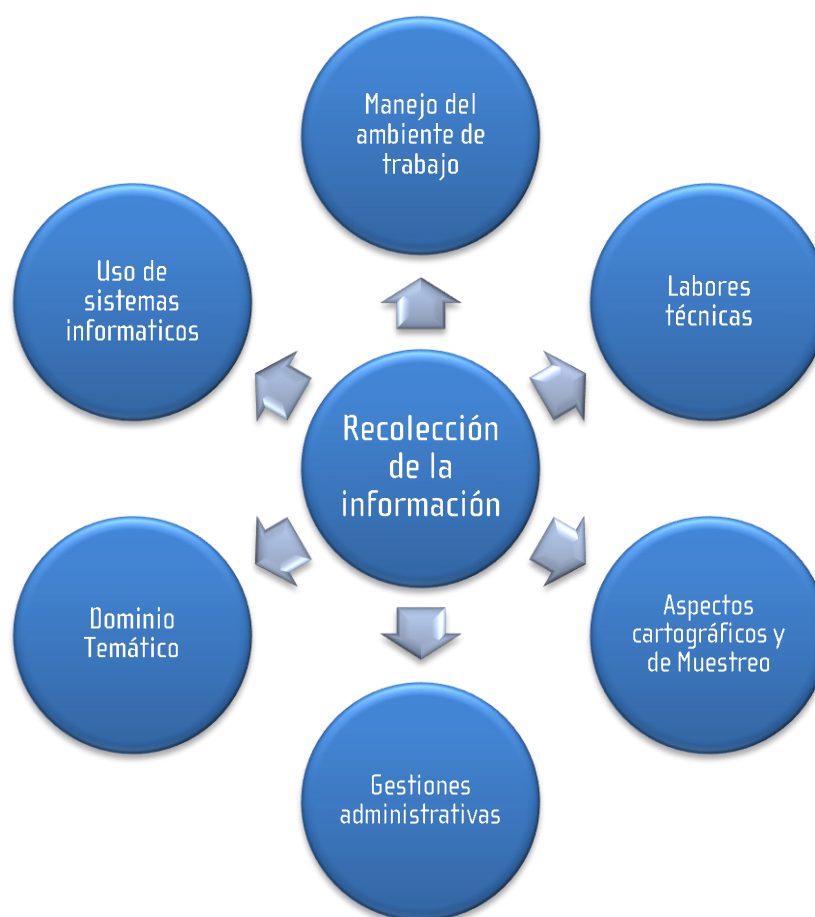 Manejo del
ambiente de
trabajo
Uso de
sistemas
informaticos
Labores
técnicas
Recolección
de la
información
Dominio
Temático
Aspectos
cartográficos y
de Muestreo
Gestiones
administrativas